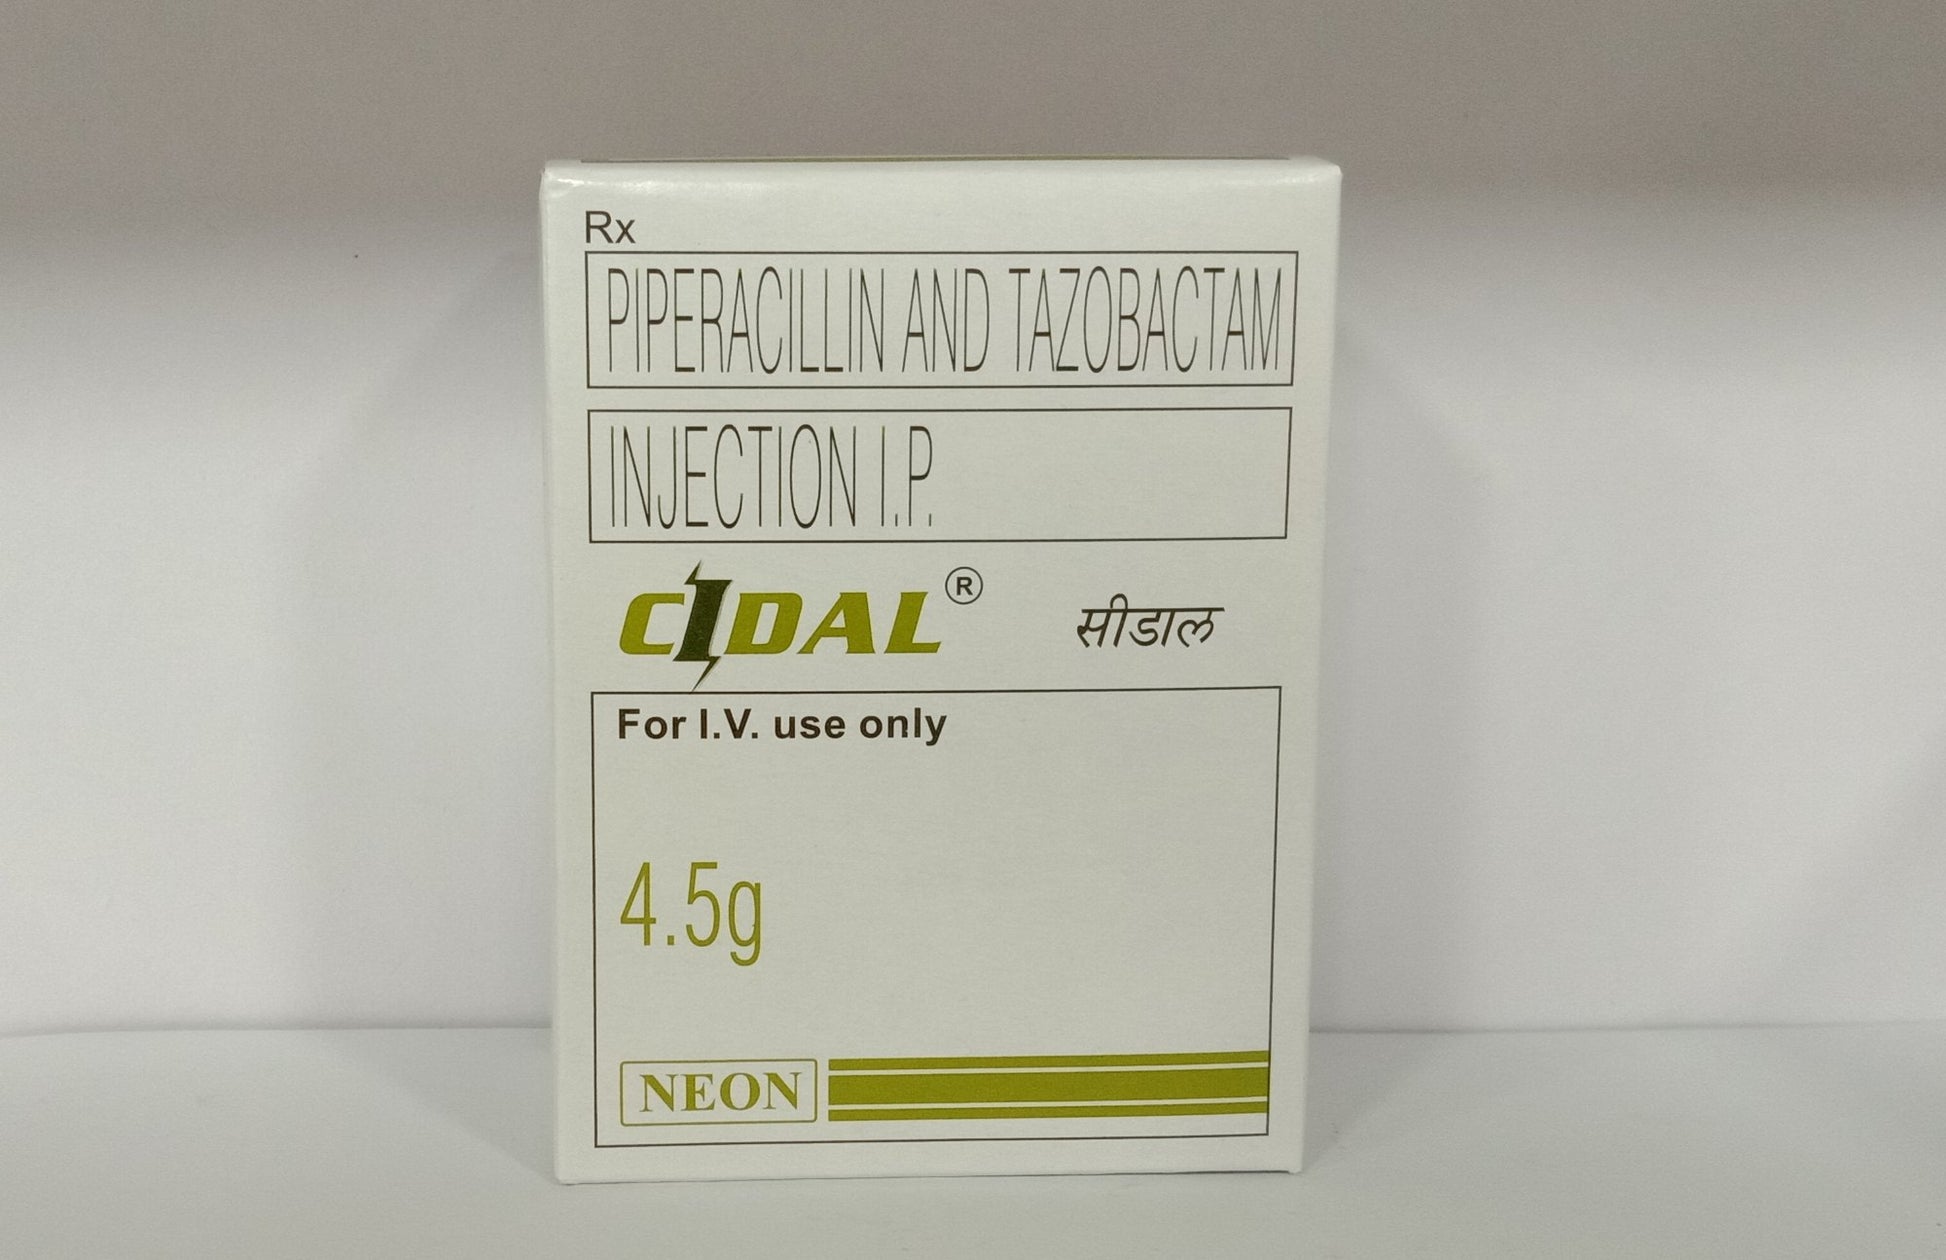 Rx
PIPERACILLIN AND TAZOBACTAM
INJECTION I.P.
CIDAL® सीडाल
For I.V. use only
4.5g
NEON